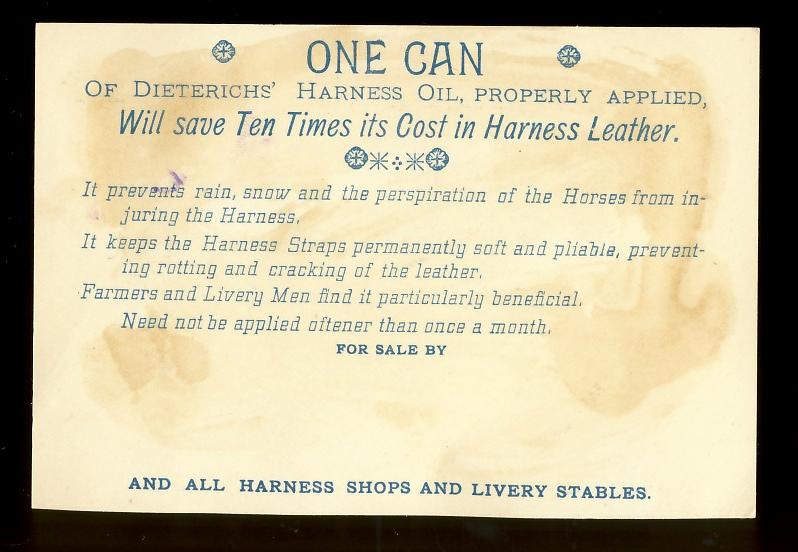 ONE CAN
OF DIETERICHS' HARNESS OIL, PROPERLY APPLIED,
Will save Ten Times its Cost in Harness Leather.
It prevents rain, snow and the perspiration of the Horses from in-
juring the Harness.
It keeps the Harness Straps permanently soft and pliable, prevent-
ing rotting and cracking of the leather.
Farmers and Livery Men find it particularly beneficial.
Need not be applied oftener than once a month.
FOR SALE BY
AND ALL HARNESS SHOPS AND LIVERY STABLES.